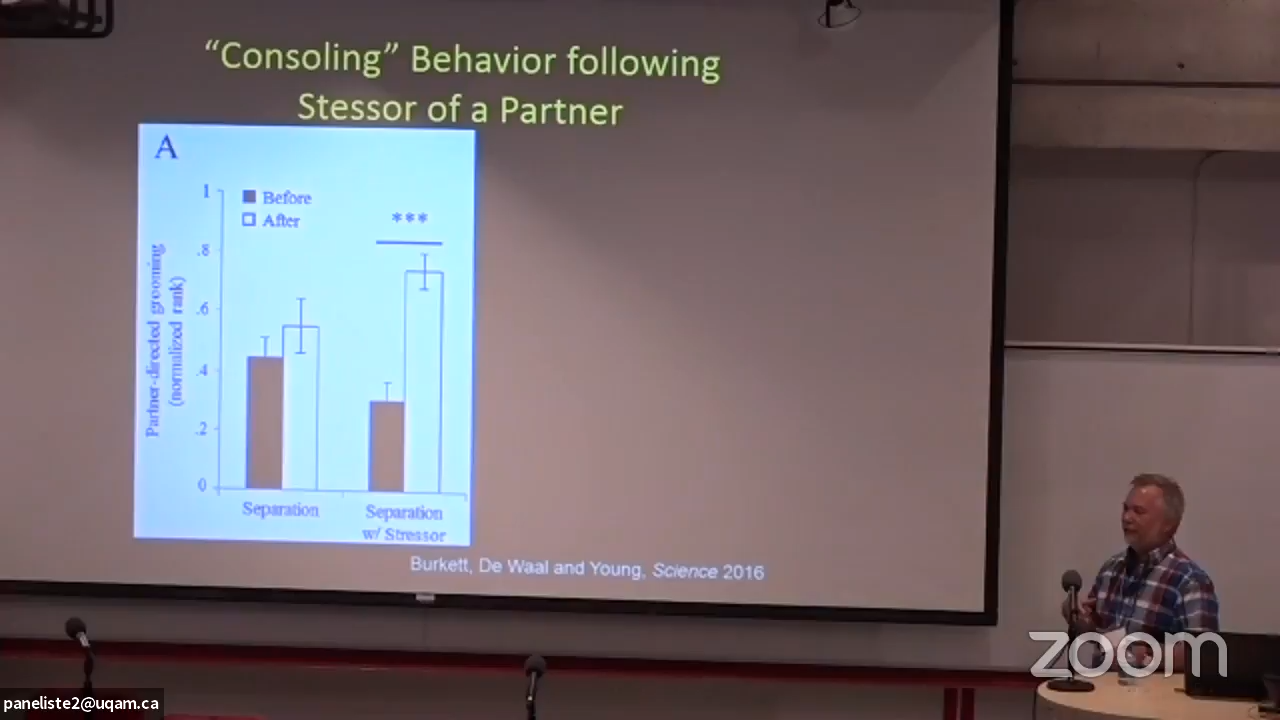 “Consoling” Behavior following
Stessor of a Partner
A
1
.8
.6
.4
.2
0
Before
After
***
Partner-directed grooming
(normalized rank)
Separation
Separation
w/ Stressor
Burkett, De Waal and Young, Science 2016
zoom
paneliste2@uqam.ca